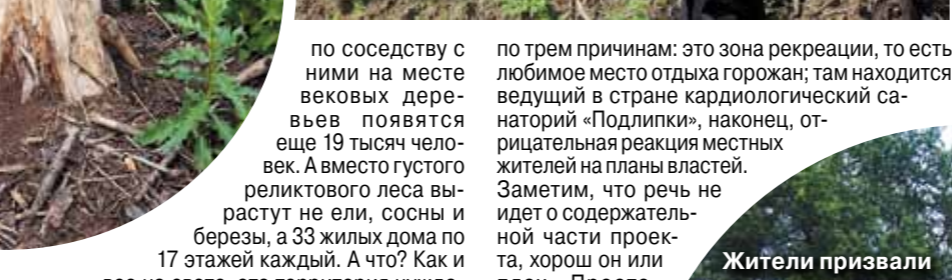 по соседству с
ними на месте
вековых дере-
вьев появятся
еще 19 тысяч чело-
век. А вместо густого
реликтового леса вы-
растут не ели, сосны и
березы, а 33 жилых дома по
17 этажей каждый. А что? Как и
по трем причинам: это зона рекреации, то есть
любимое место отдыха горожан; там находится
ведущий в стране кардиологический са-
наторий «Подлипки», наконец, от-
рицательная реакция местных
жителей на планы властей.
Заметим, что речь не
идет о содержатель-
ной части проек-
та, хорош он или
Жители призвали